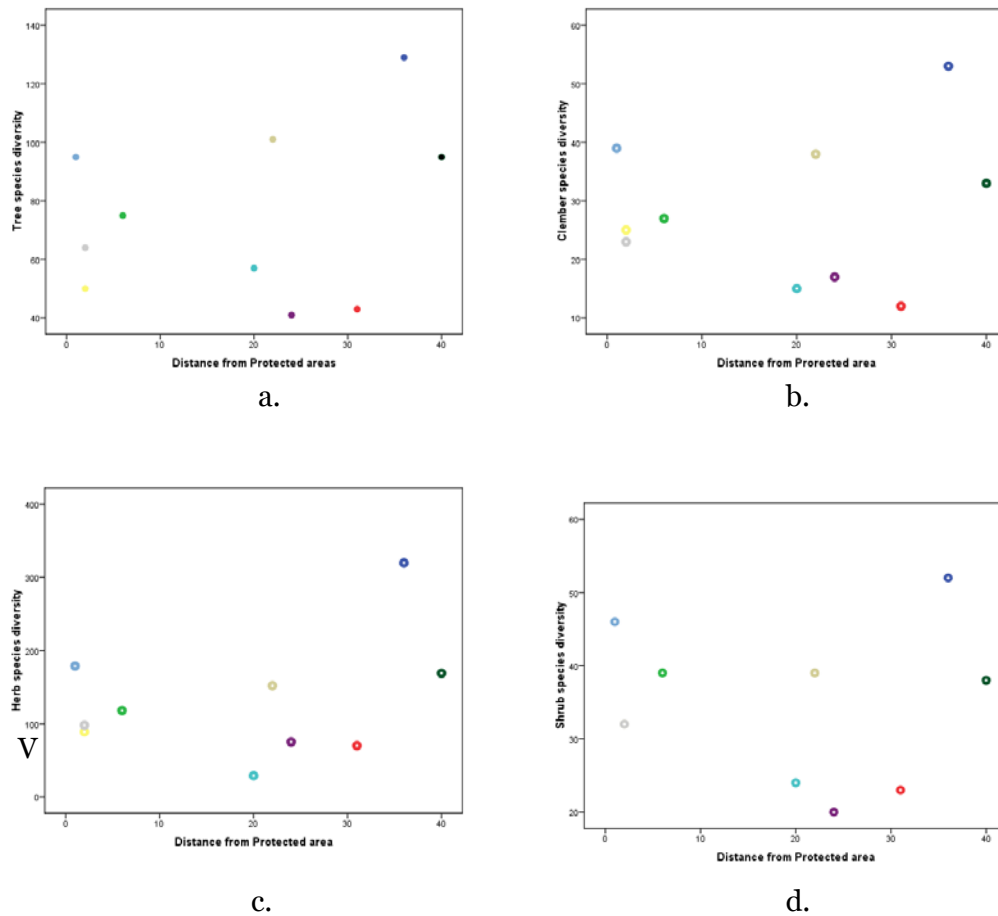 140
120
100
80
60
40
Tree species diversity
0 10 20 30 40
Distance from Protected areas
a.
60
50
40
30
20
10
Clember species diversity
0 10 20 30 40
Distance from Prorected area
b.
400
300
200
100
0
Herb species diversity
V
0 10 20 30 40
Distance from Protected area
c.
60
50
40
30
20
Shrub species diversity
0 10 20 30 40
Distance from Protected area
d.